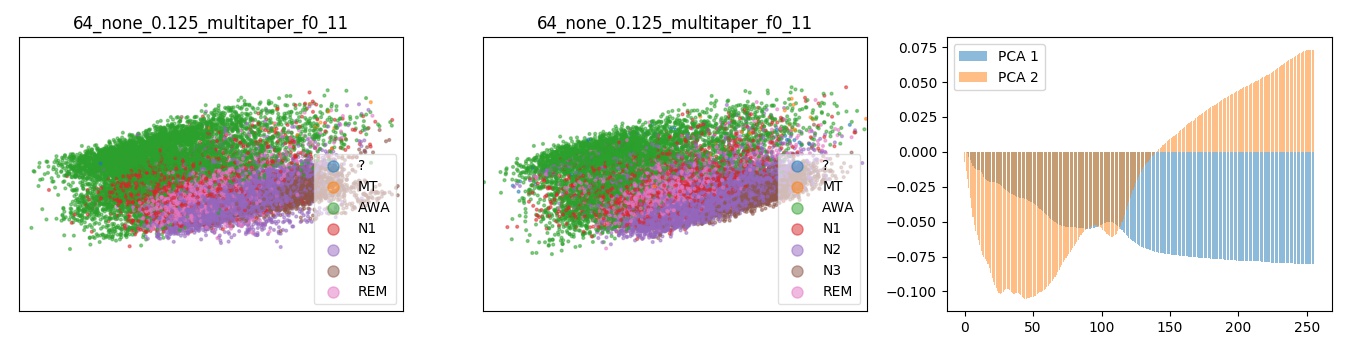 64_none_0.125_multitaper_f0_11
?
MT
AWA
N1
N2
N3
REM
64_none_0.125_multitaper_f0_11
?
MT
AWA
N1
N2
N3
REM
PCA 1
PCA 2
0.075
0.050
0.025
0.000
−0.025
−0.050
−0.075
−0.100
0 50 100 150 200 250